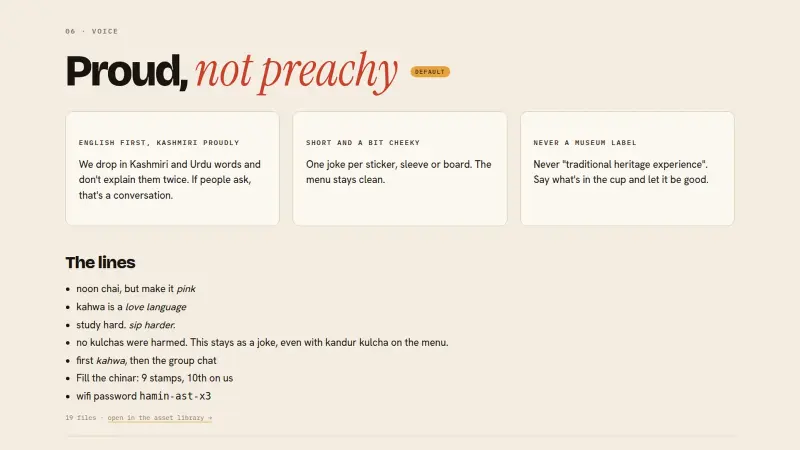 06 · VOICE
Proud, not preachy DEFAULT
ENGLISH FIRST, KASHMIRI PROUDLY
We drop in Kashmiri and Urdu words and
don't explain them twice. If people ask,
that's a conversation.
SHORT AND A BIT CHEEKY
One joke per sticker, sleeve or board. The
menu stays clean.
NEVER A MUSEUM LABEL
Never "traditional heritage experience".
Say what's in the cup and let it be good.
The lines
• noon chai, but make it pink
• kahwa is a love language
• study hard. sip harder.
• no kulchas were harmed. This stays as a joke, even with kandur kulcha on the menu.
• first kahwa, then the group chat
• Fill the chinar: 9 stamps, 10th on us
• wifi password hamin-ast-x3
19 files · open in the asset library →